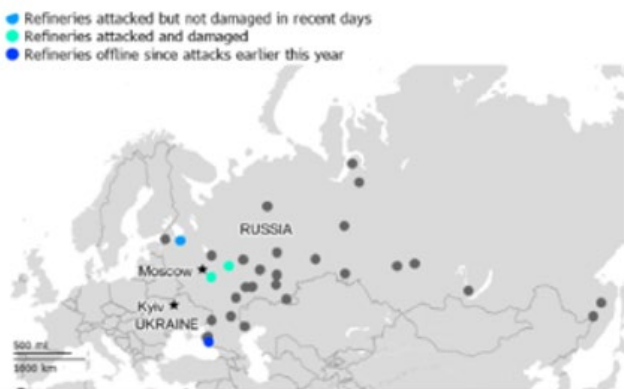 Refineries attacked but not damaged in recent days
Refineries attacked and damaged
Refineries offline since attacks earlier this year
RUSSIA
Moscow
Kyiv
UKRAINE
500 mi
1000 km